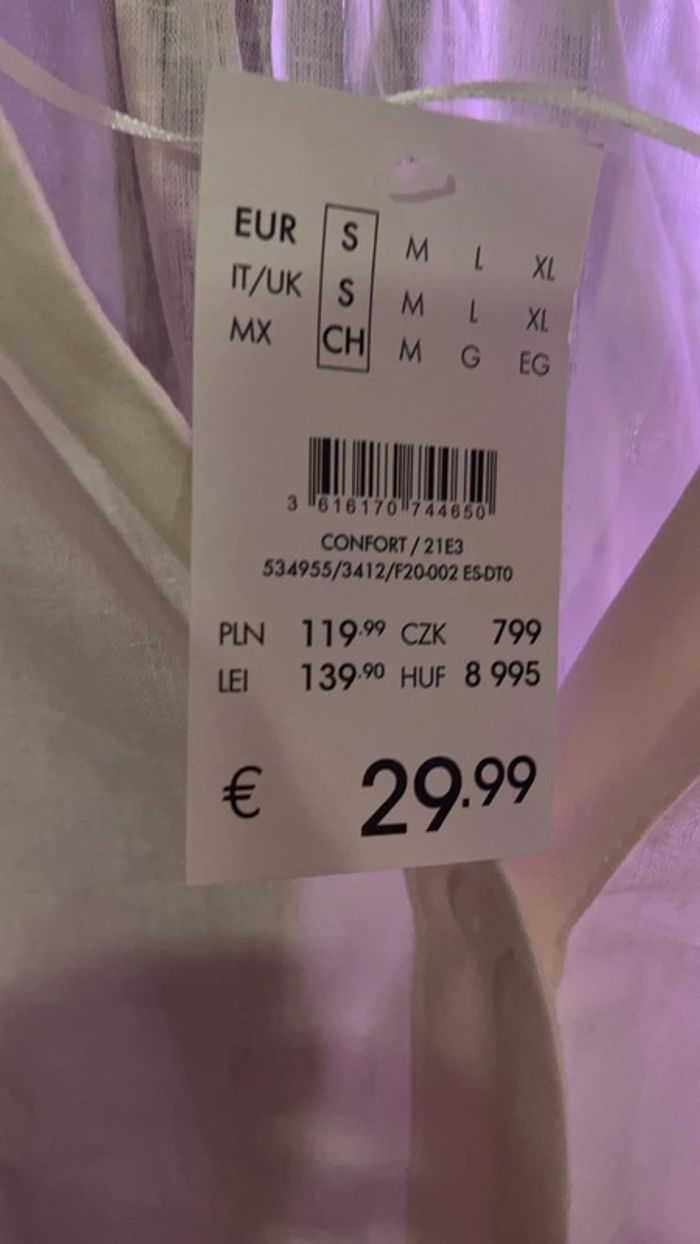 EUR S M L XL
IT/UK S M L XL
MX CH M G EG
3 616170 744650
CONFORT / 21E3
534955/3412/F20-002 ES-DT0
PLN 119.99 CZK 799
LEI 139.90 HUF 8 995
€ 29.99